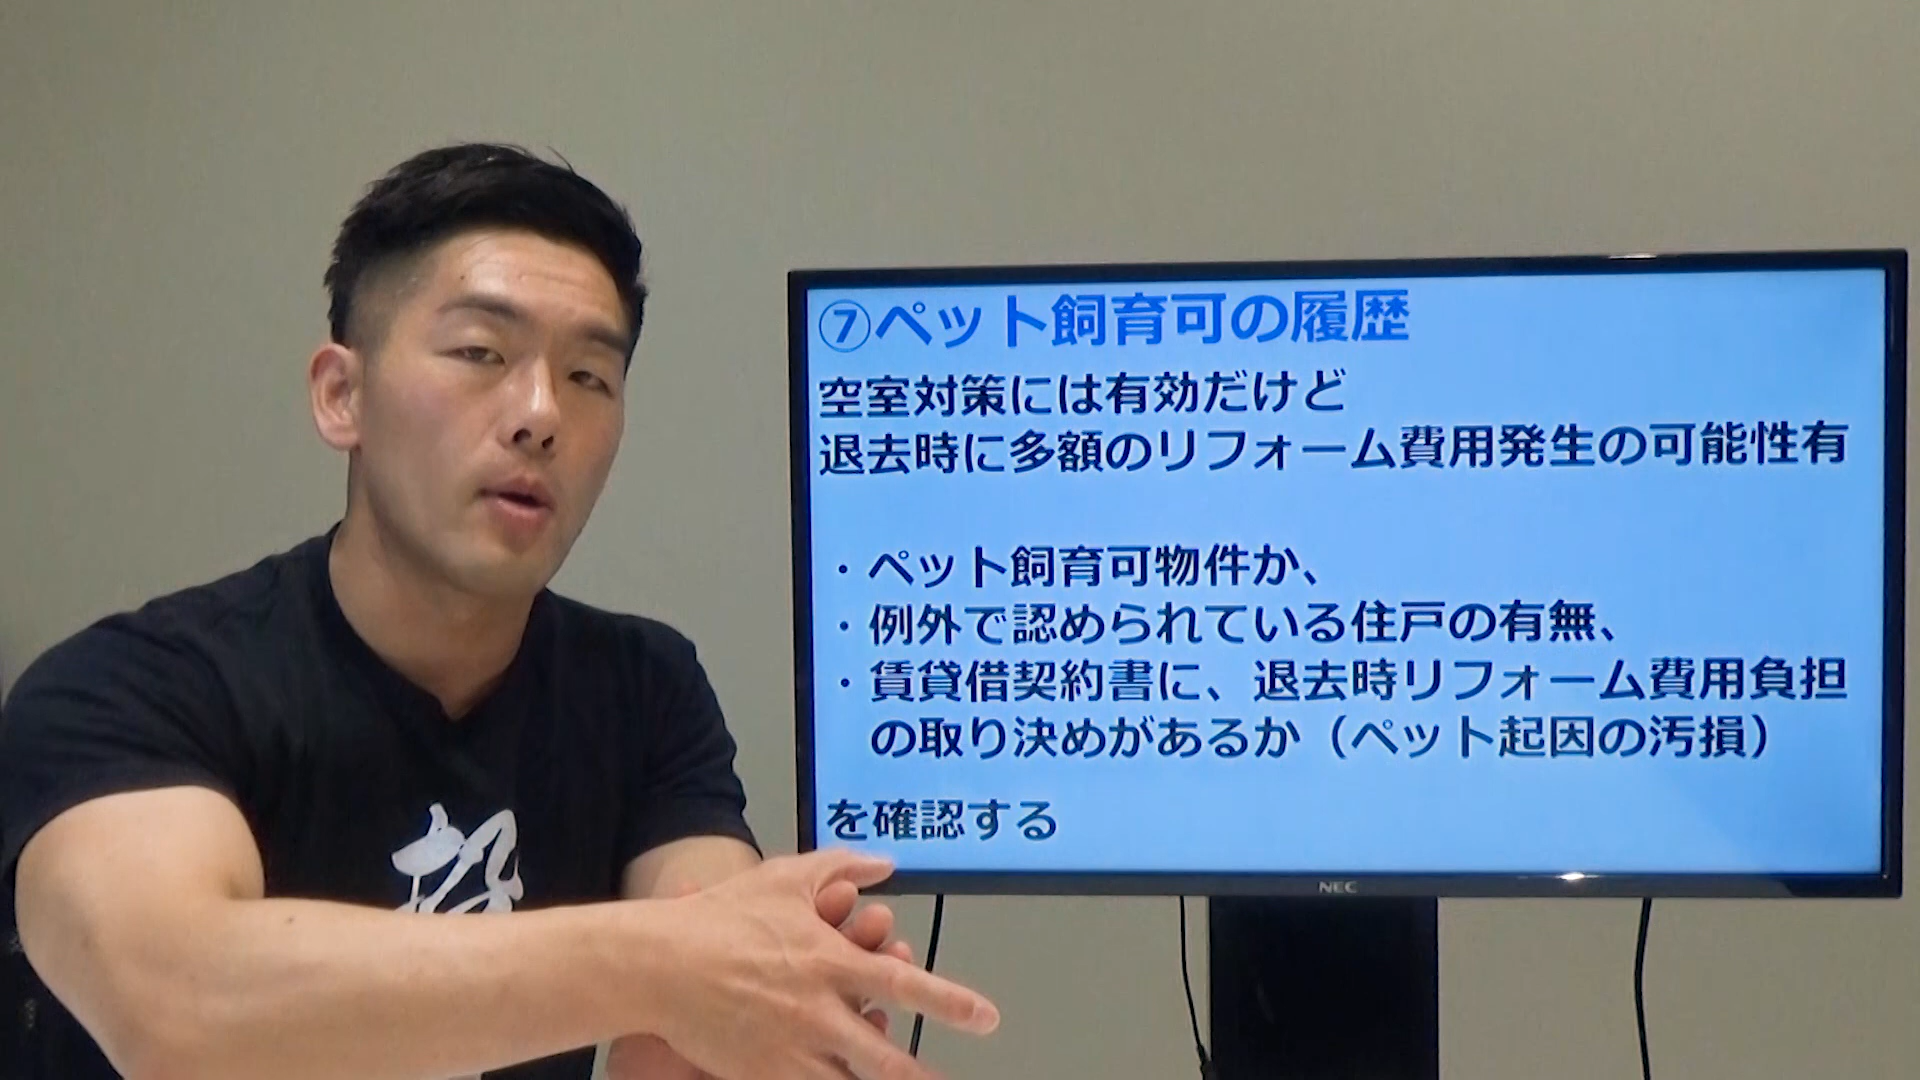 ⑦ペット飼育可の履歴
空室対策には有効だけど
退去時に多額のリフォーム費用発生の可能性有
・ペット飼育可物件か、
・例外で認められている住戸の有無、
・賃貸借契約書に、退去時リフォーム費用負担
の取り決めがあるか（ペット起因の汚損）
を確認する
NEC